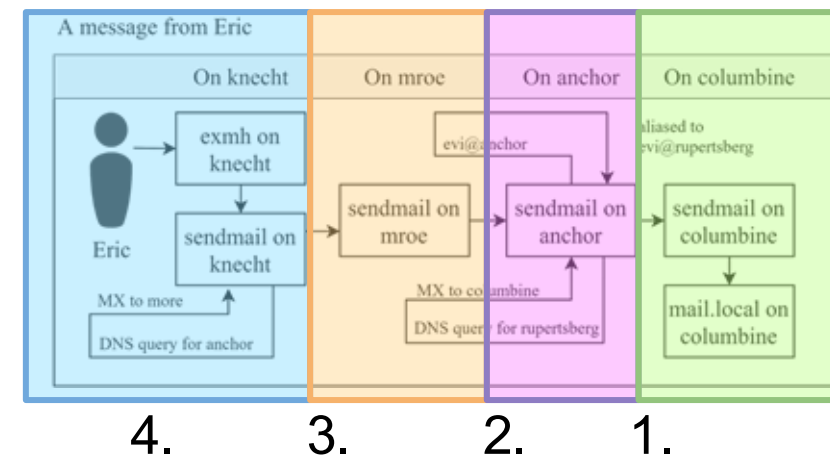 A message from Eric
On knecht
On mroe
On anchor
On columbine
exmh on
knecht
Eric
sendmail on
knecht
MX to more
DNS query for anchor
sendmail on
mroe
evi@anchor
sendmail on
anchor
MX to columbine
DNS query for rupertsberg
aliased to
evi@rupertsberg
sendmail on
columbine
mail.local on
columbine
4.
3.
2.
1.